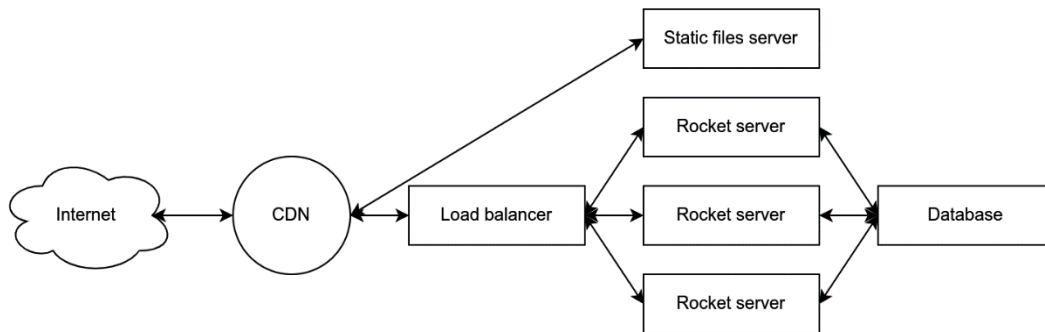 Static files server
Rocket server
Internet
CDN
Load balancer
Rocket server
Database
Rocket server